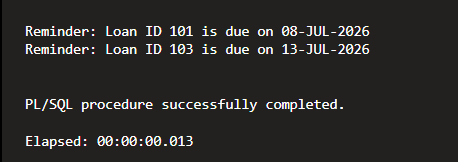 Reminder: Loan ID 101 is due on 08-JUL-2026
Reminder: Loan ID 103 is due on 13-JUL-2026
PL/SQL procedure successfully completed.
Elapsed: 00:00:00.013